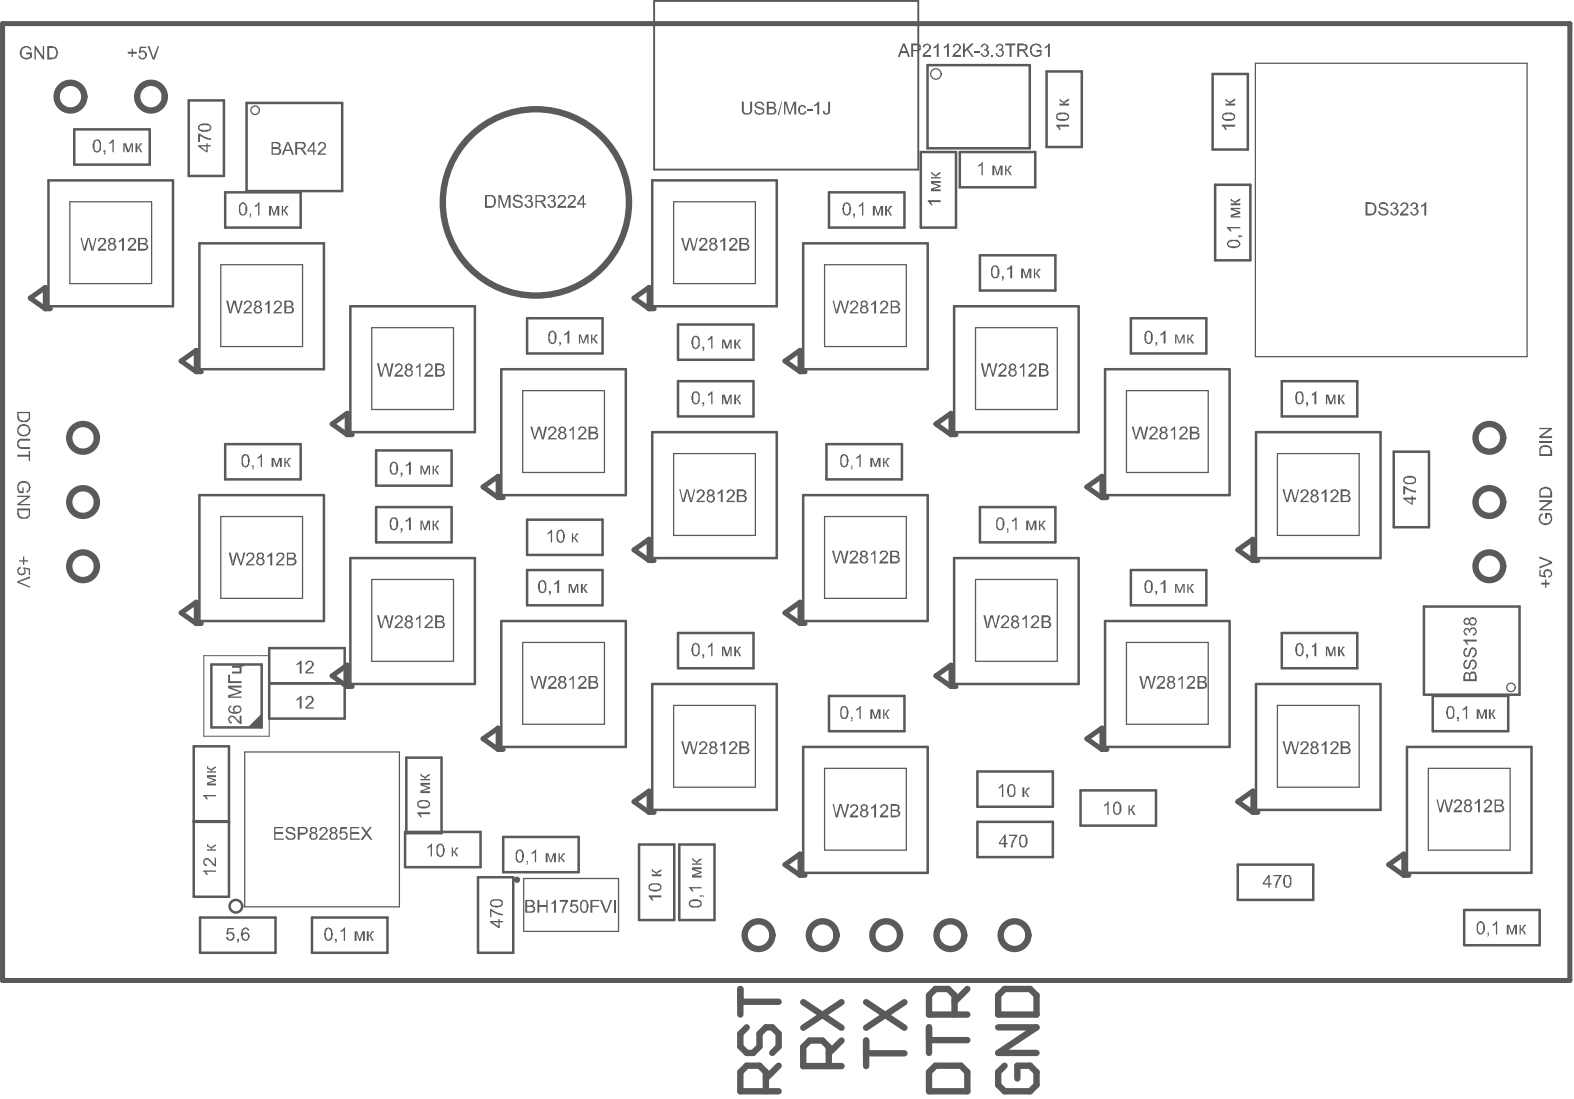 GND
+5V
AP2112K-3.3TRG1
USB/Mc-1J
10 к
10 к
470
BAR42
0,1 мк
1 мк
1 мк
DMS3R3224
0,1 мк
0,1 мк
DS3231
0,1 мк
W2812B
W2812B
0,1 мк
W2812B
W2812B
0,1 мк
0,1 мк
0,1 мк
W2812B
W2812B
0,1 мк
0,1 мк
DOUT
W2812B
W2812B
DIN
0,1 мк
0,1 мк
0,1 мк
GND
W2812B
W2812B
470
GND
0,1 мк
0,1 мк
10 к
+5V
W2812B
W2812B
+5V
0,1 мк
0,1 мк
W2812B
W2812B
0,1 мк
0,1 мк
BSS138
12
26 МГц
12
W2812B
W2812B
0,1 мк
0,1 мк
W2812B
W2812B
1 мк
10 мк
10 к
10 к
W2812B
W2812B
ESP8285EX
470
12 к
10 к
0,1 мк
10 к
0,1 мк
470
470
BH1750FVI
5,6
0,1 мк
0,1 мк
RST
RX
TX
DTR
GND